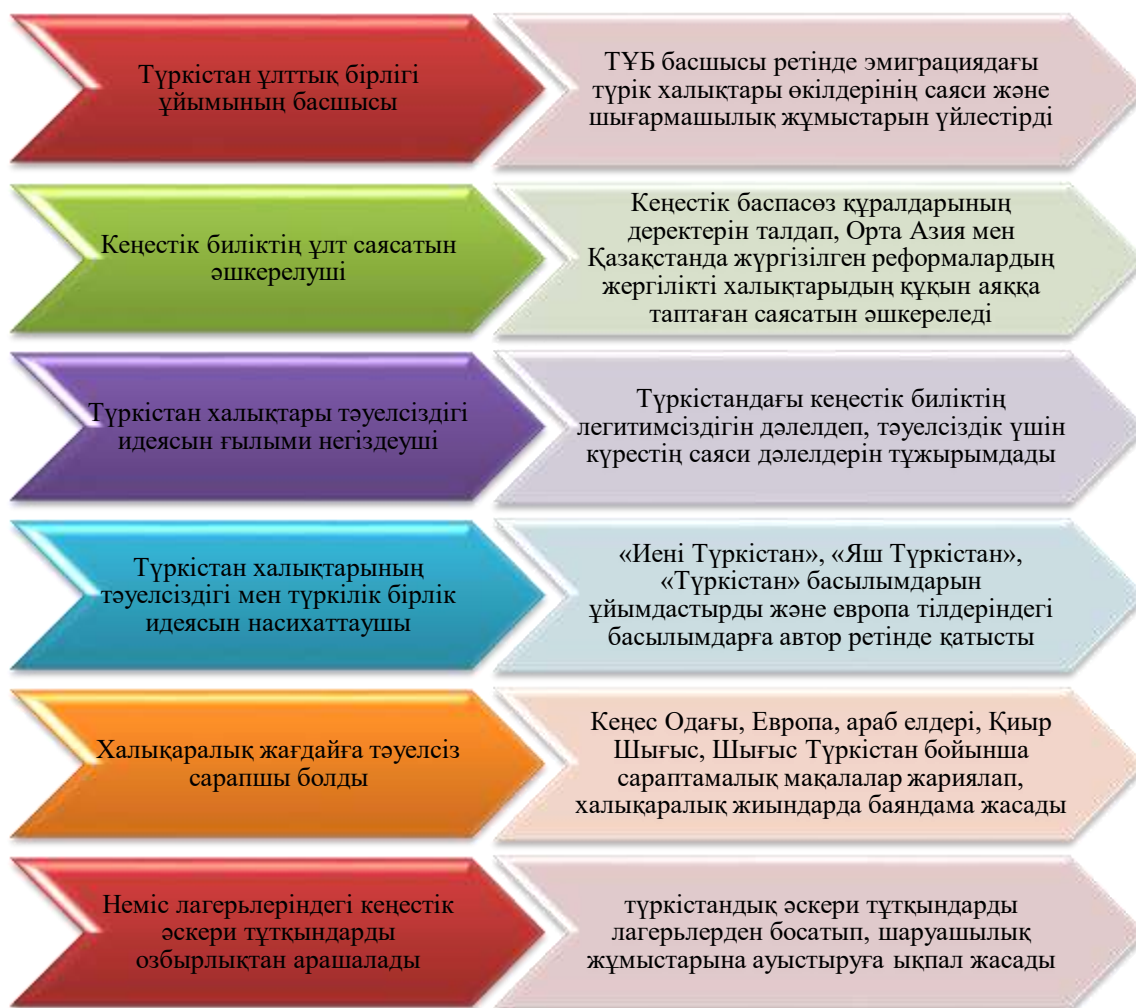 Түркістан ұлттық бірлігі
ұйымының басшысы
ТҰБ басшысы ретінде эмиграциядағы
түрік халықтары өкілдерінің саяси және
шығармашылық жұмыстарын үйлестірді
Кеңестік биліктің ұлт саясатын
әшкерелуші
Кеңестік баспасөз құралдарының
деректерін талдап, Орта Азия мен
Қазақстанда жүргізілген реформалардың
жергілікті халықтарыдың құқын аяққа
таптаған саясатын әшкереледі
Түркістан халықтары тәуелсіздігі
идеясын ғылыми негіздеуші
Түркістандағы кеңестік биліктің
легитимсіздігін дәлелдеп, тәуелсіздік үшін
күрестің саяси дәлелдерін тұжырымдады
Түркістан халықтарының
тәуелсіздігі мен түркілік бірлік
идеясын насихаттаушы
«Иені Түркістан», «Яш Түркістан»,
«Түркістан» басылымдарын
ұйымдастырды және европа тілдеріндегі
басылымдарға автор ретінде қатысты
Халықаралық жағдайға тәуелсіз
сарапшы болды
Кеңес Одағы, Европа, араб елдері, Қиыр
Шығыс, Шығыс Түркістан бойынша
сараптамалық мақалалар жариялап,
халықаралық жиындарда баяндама жасады
Неміс лагерьлеріндегі кеңестік
әскери тұтқындарды
озбырлықтан арашалады
түркістандық әскери тұтқындарды
лагерьлерден босатып, шаруашылық
жұмыстарына ауыстыруға ықпал жасады